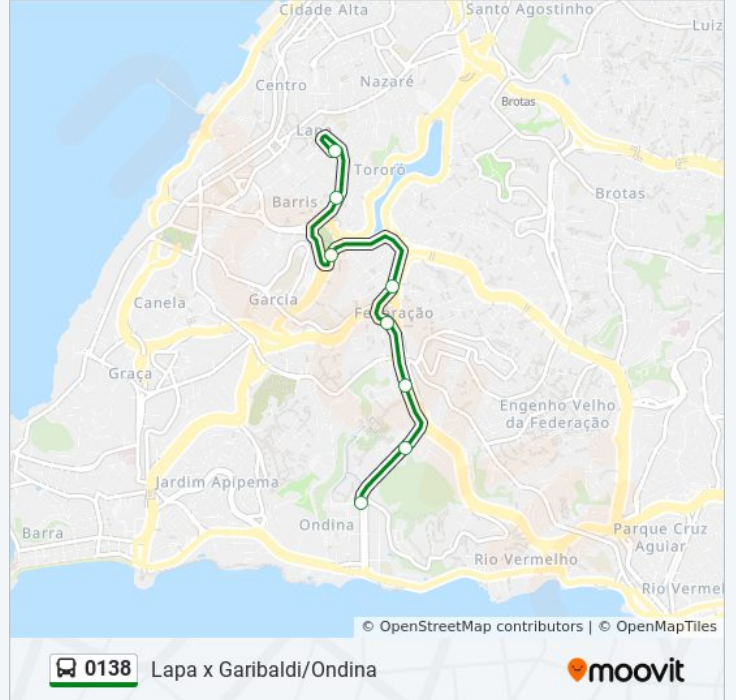 Cidade Alta
Santo Agostinho
Luiz
Centro
Nazaré
Brotas
Lapa
Tororó
Barris
Brotas
Canela
Garcia
Federação
Graça
Engenho Velho
da Federação
Jardim Apipema
Ondina
Barra
Parque Cruz
Aguiar
Rio Vermelho
Rio Vermel
© OpenStreetMap contributors | © OpenMapTiles
0138 Lapa x Garibaldi/Ondina
moovit